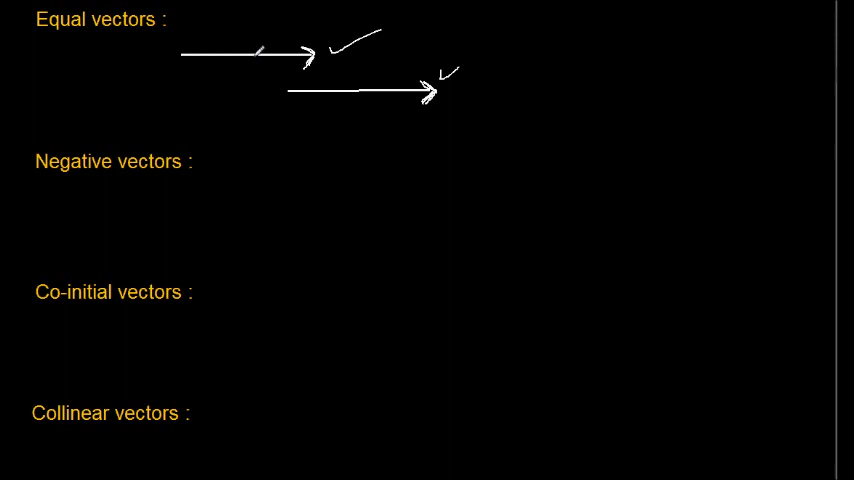 Equal vectors :
Negative vectors :
Co-initial vectors :
Collinear vectors :